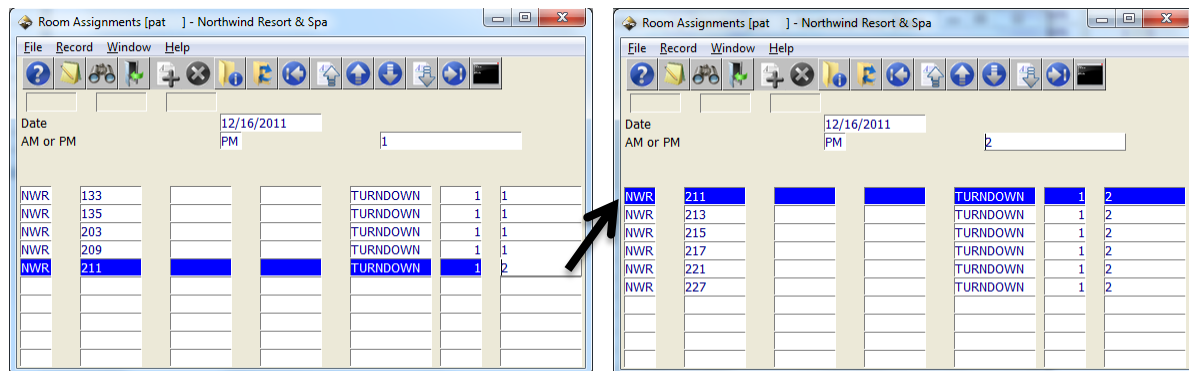 Room Assignments [pat ] - Northwind Resort & Spa
File Record Window Help
Date 12/16/2011
AM or PM PM 1
NWR 133 TURNDOWN 1 1
NWR 135 TURNDOWN 1 1
NWR 203 TURNDOWN 1 1
NWR 209 TURNDOWN 1 1
NWR 211 TURNDOWN 1 2
Room Assignments [pat ] - Northwind Resort & Spa
File Record Window Help
Date 12/16/2011
AM or PM PM 2
NWR 211 TURNDOWN 1 2
NWR 213 TURNDOWN 1 2
NWR 215 TURNDOWN 1 2
NWR 217 TURNDOWN 1 2
NWR 221 TURNDOWN 1 2
NWR 227 TURNDOWN 1 2